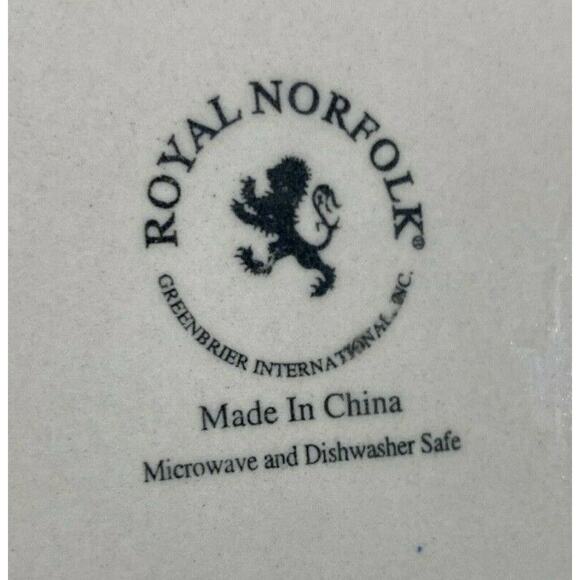 ROYAL NORFOLK®
GREENBRIER INTERNATIONAL, INC.
Made In China
Microwave and Dishwasher Safe